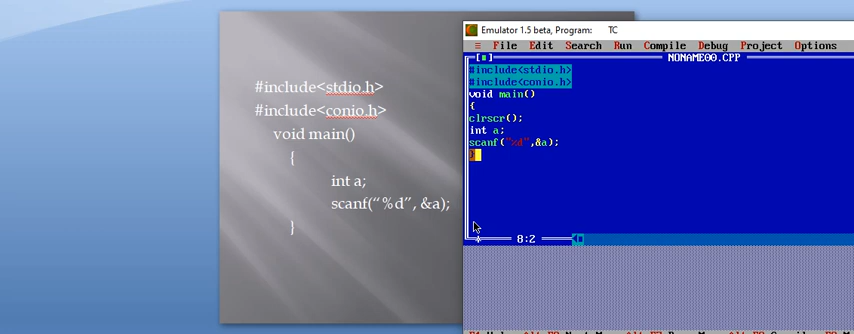 #include<stdio.h>
#include<conio.h>
void main()
{
int a;
scanf(“%d”, &a);
}
Emulator 1.5 beta, Program: TC
≡ File Edit Search Run Compile Debug Project Options
[■] NONAME00.CPP
#include<stdio.h>
#include<conio.h>
void main()
{
clrscr();
int a;
scanf("%d",&a);
}
8:2